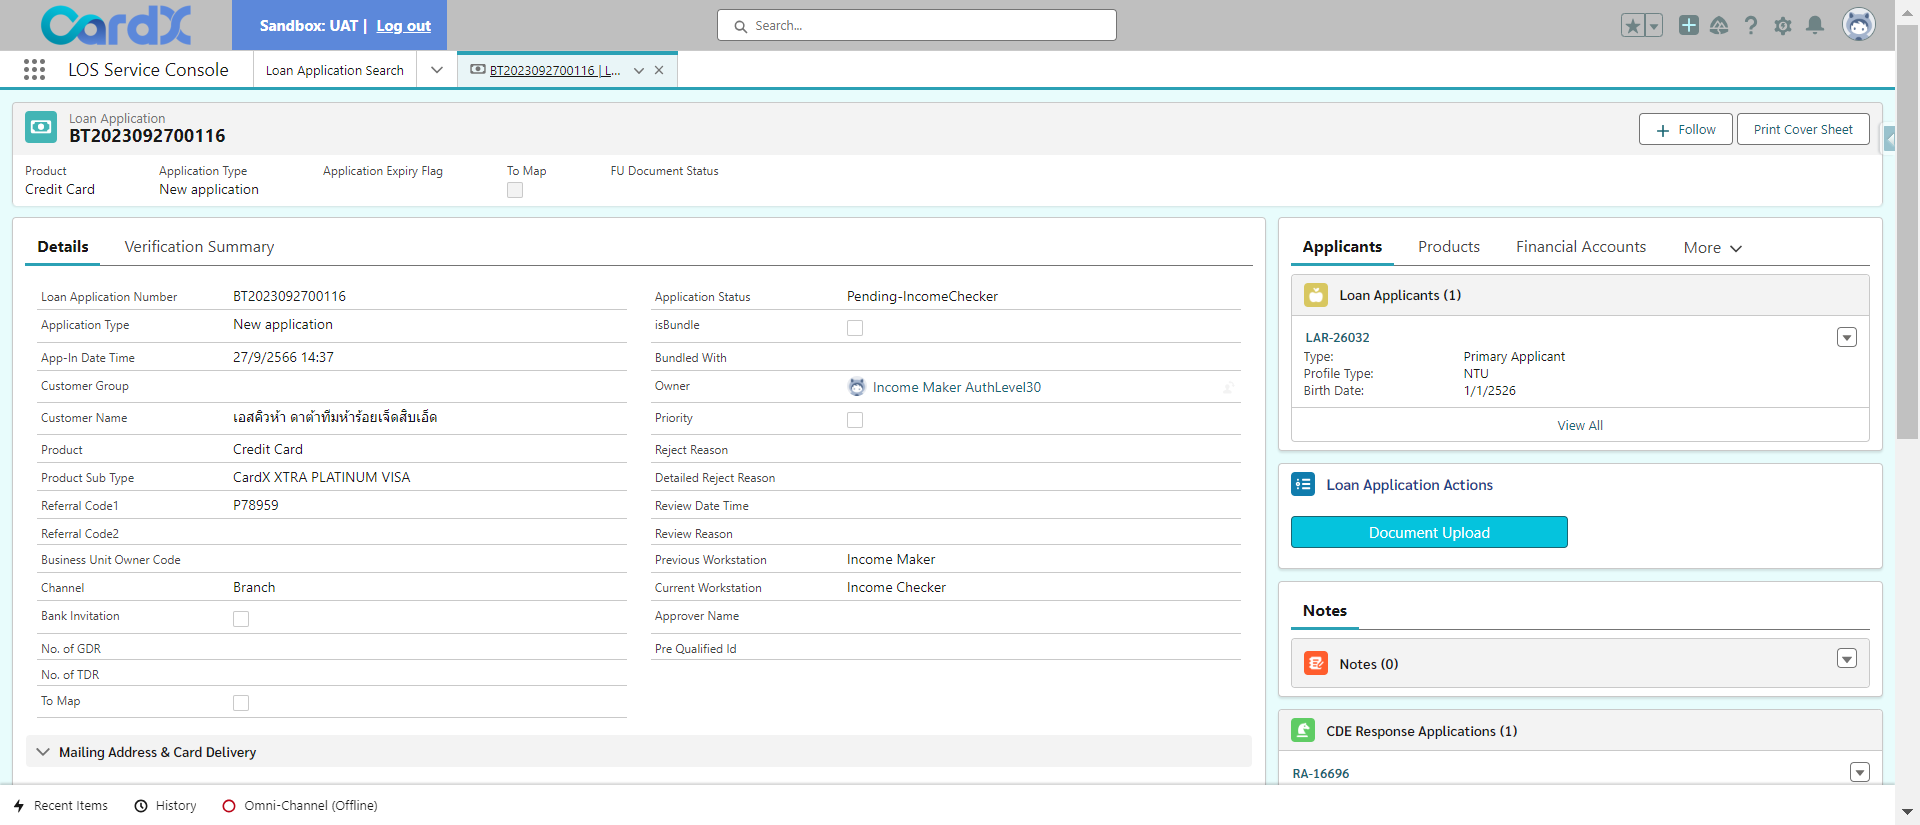 CardX
Sandbox: UAT | Log out
Search...
LOS Service Console
Loan Application Search
BT2023092700116 | L...
Loan Application
BT2023092700116
Follow
Print Cover Sheet
Product
Application Type
Application Expiry Flag
To Map
FU Document Status
Credit Card
New application
Details
Verification Summary
Loan Application Number
BT2023092700116
Application Type
New application
App-In Date Time
27/9/2566 14:37
Customer Group
Customer Name
เอสคิวห้า ดาต้าทีมห้าร้อยเจ็ดสิบเอ็ด
Product
Credit Card
Product Sub Type
CardX XTRA PLATINUM VISA
Referral Code1
P78959
Referral Code2
Business Unit Owner Code
Channel
Branch
Bank Invitation
No. of GDR
No. of TDR
To Map
Application Status
Pending-IncomeChecker
isBundle
Bundled With
Owner
Income Maker AuthLevel30
Priority
Reject Reason
Detailed Reject Reason
Review Date Time
Review Reason
Previous Workstation
Income Maker
Current Workstation
Income Checker
Approver Name
Pre Qualified Id
Mailing Address & Card Delivery
Applicants
Products
Financial Accounts
More
Loan Applicants (1)
LAR-26032
Type:
Primary Applicant
Profile Type:
NTU
Birth Date:
1/1/2526
View All
Loan Application Actions
Document Upload
Notes
Notes (0)
CDE Response Applications (1)
RA-16696
Recent Items
History
Omni-Channel (Offline)